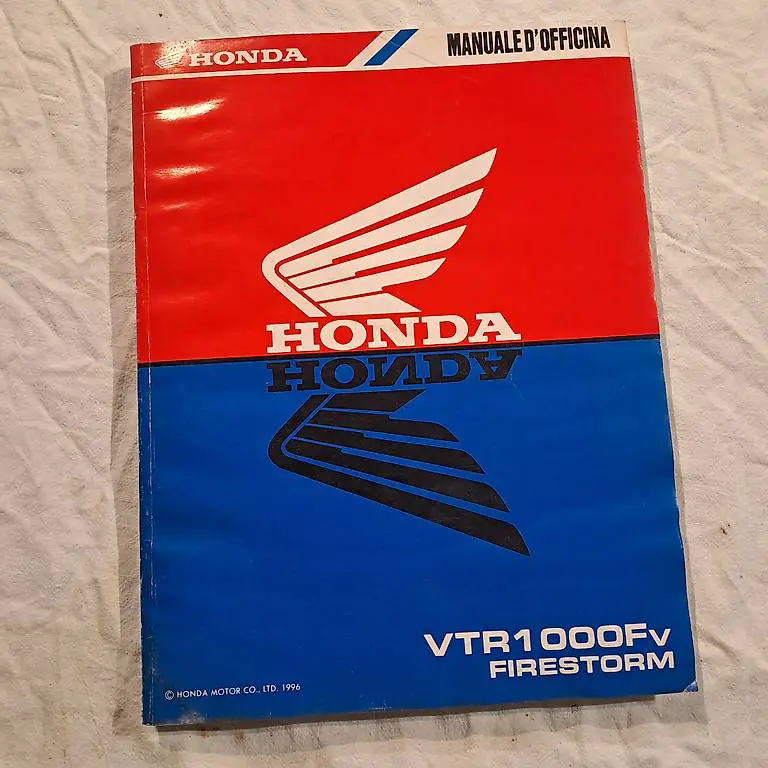 HONDA
MANUALE D'OFFICINA
HONDA
HONDA
VTR1000Fv
FIRESTORM
© HONDA MOTOR CO., LTD. 1996